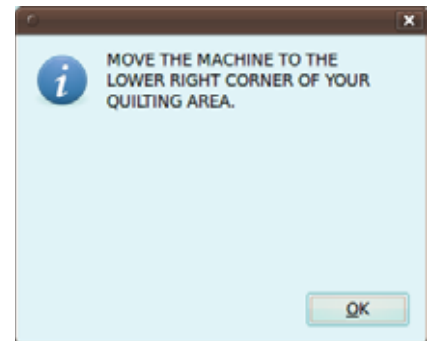 MOVE THE MACHINE TO THE
LOWER RIGHT CORNER OF YOUR
QUILTING AREA.
OK